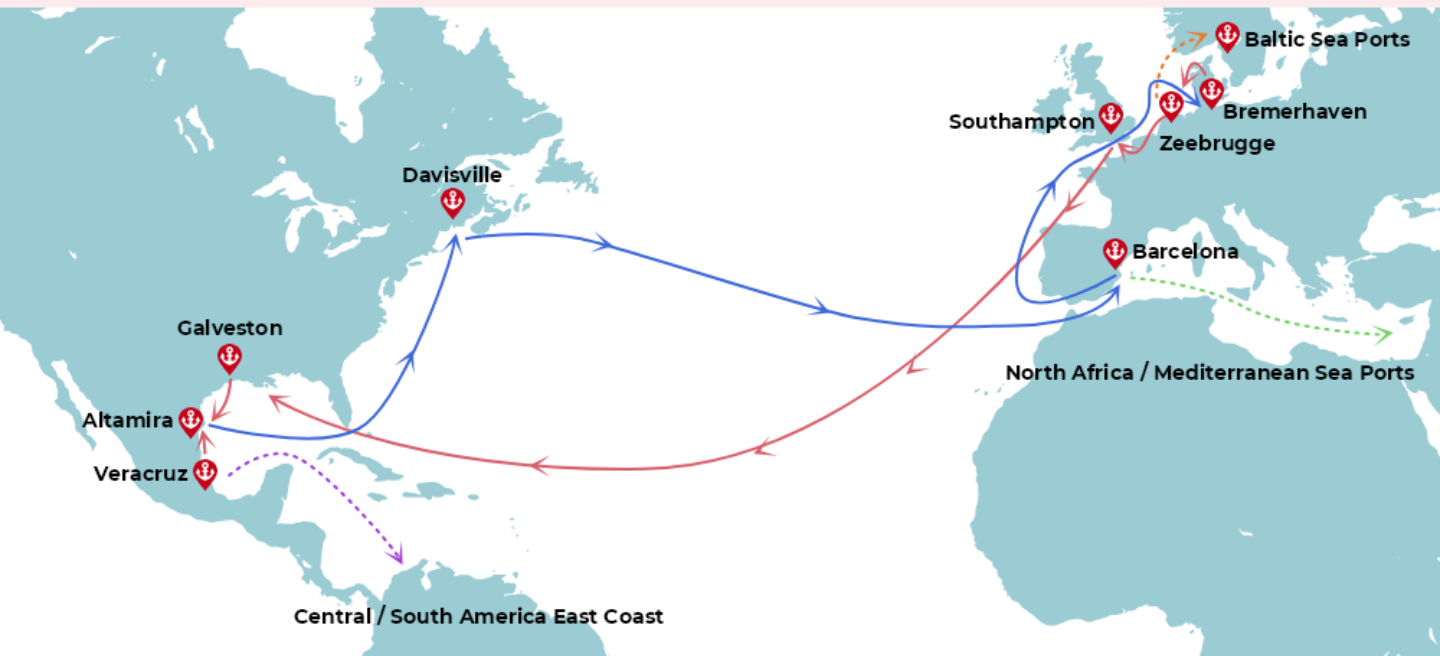 Baltic Sea Ports
Bremerhaven
Southampton
Zeebrugge
Davisville
Barcelona
Galveston
North Africa / Mediterranean Sea Ports
Altamira
Veracruz
Central / South America East Coast